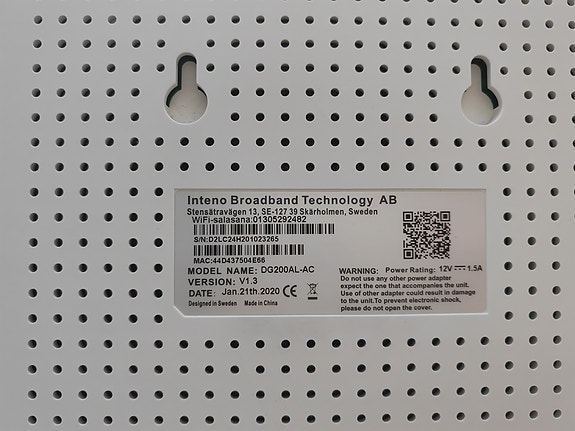 Inteno Broadband Technology AB
Stensätravägen 13, SE-127 39 Skärholmen, Sweden
WiFi-salasana:01305292482
S/N:D2LC24H201023265
MAC:44D437504E66
MODEL NAME: DG200AL-AC
VERSION: V1.3
DATE: Jan.21th.2020 CE
Designed in Sweden Made in China
WARNING: Power Rating: 12V 1.5A
Do not use any other power adapter
expect the one that accompanies the unit.
Use of other adapter could result in damage
to the unit.To prevent electronic shock,
please do not open the cover.